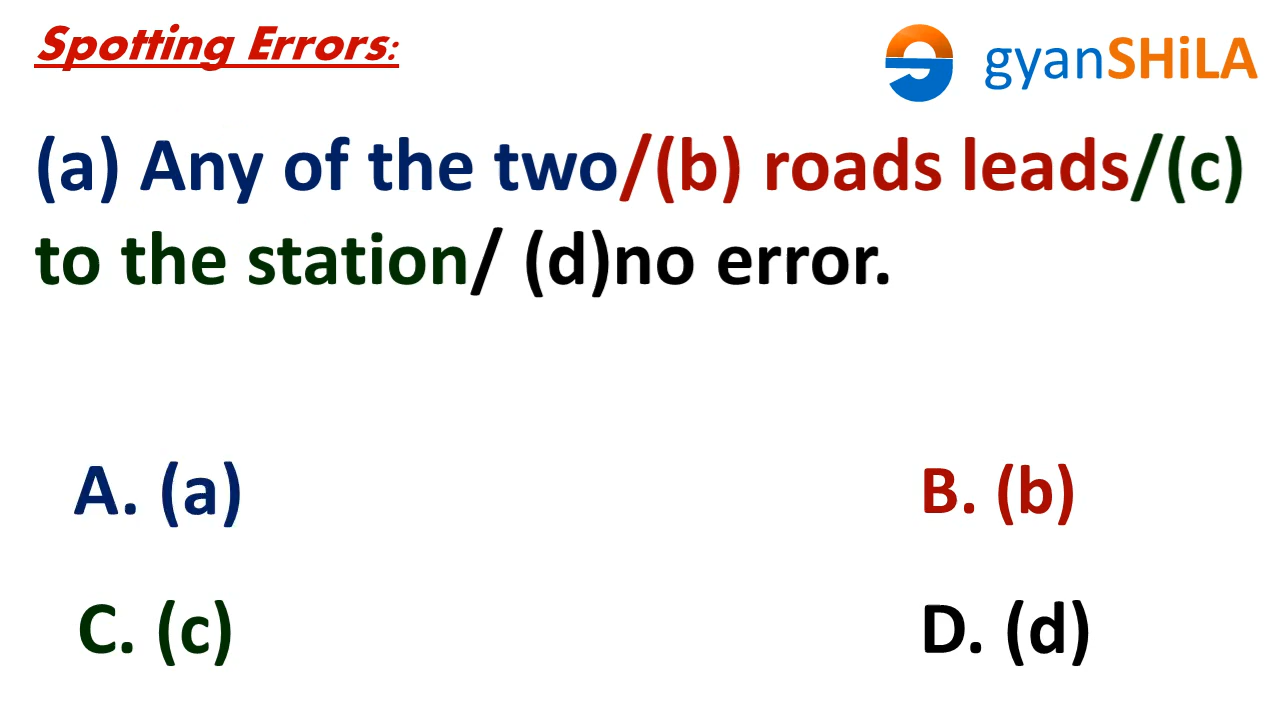 Spotting Errors:
gyanSHiLA
(a) Any of the two/(b) roads leads/(c)
to the station/ (d)no error.
A. (a)
B. (b)
C. (c)
D. (d)